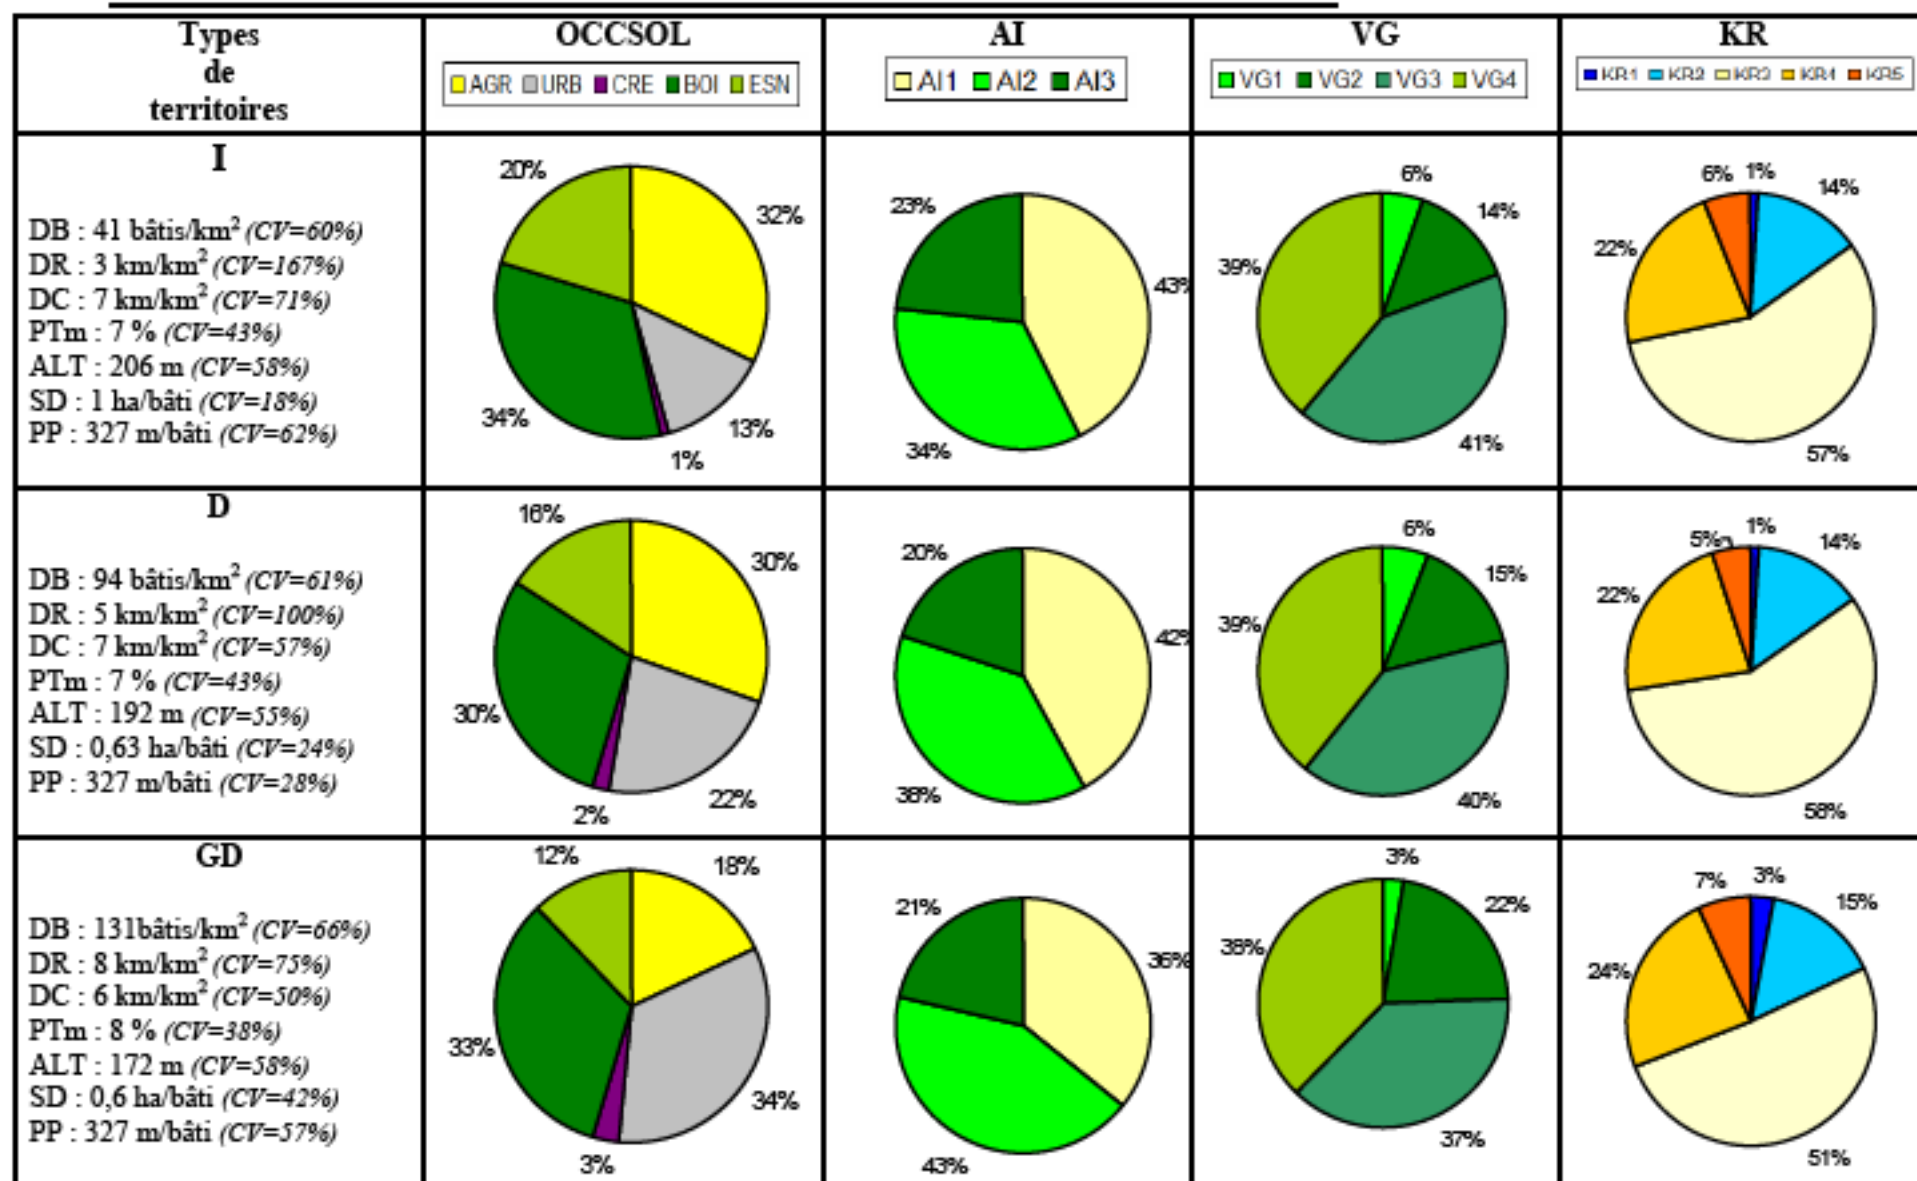 Types
de
territoires
OCCSOL
AGR URB CRE BOI ESN
AI
AI1 AI2 AI3
VG
VG1 VG2 VG3 VG4
KR
KR1 KR2 KR3 KR4 KR5
I
DB : 41 bâtis/km² (CV=60%)
DR : 3 km/km² (CV=167%)
DC : 7 km/km² (CV=71%)
PTm : 7 % (CV=43%)
ALT : 206 m (CV=58%)
SD : 1 ha/bâti (CV=18%)
PP : 327 m/bâti (CV=62%)
20%
32%
34%
13%
1%
23%
43%
34%
6%
14%
39%
41%
6% 1%
14%
22%
57%
D
DB : 94 bâtis/km² (CV=61%)
DR : 5 km/km² (CV=100%)
DC : 7 km/km² (CV=57%)
PTm : 7 % (CV=43%)
ALT : 192 m (CV=55%)
SD : 0,63 ha/bâti (CV=24%)
PP : 327 m/bâti (CV=28%)
16%
30%
30%
22%
2%
20%
42%
38%
6%
15%
39%
40%
5% 1%
14%
22%
58%
GD
DB : 131bâtis/km² (CV=66%)
DR : 8 km/km² (CV=75%)
DC : 6 km/km² (CV=50%)
PTm : 8 % (CV=38%)
ALT : 172 m (CV=58%)
SD : 0,6 ha/bâti (CV=42%)
PP : 327 m/bâti (CV=57%)
12%
18%
33%
34%
3%
21%
36%
43%
3%
22%
38%
37%
7% 3%
15%
24%
51%